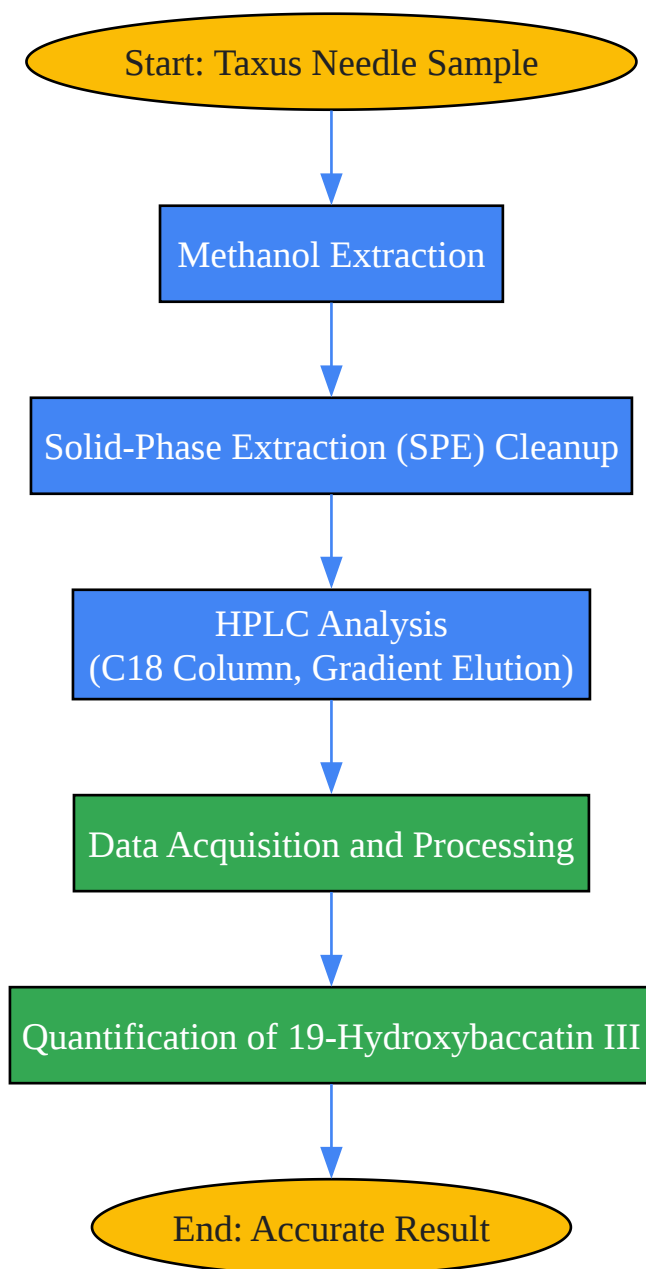 Start: Taxus Needle Sample
Methanol Extraction
Solid-Phase Extraction (SPE) Cleanup
HPLC Analysis
(C18 Column, Gradient Elution)
Data Acquisition and Processing
Quantification of 19-Hydroxybaccatin III
End: Accurate Result